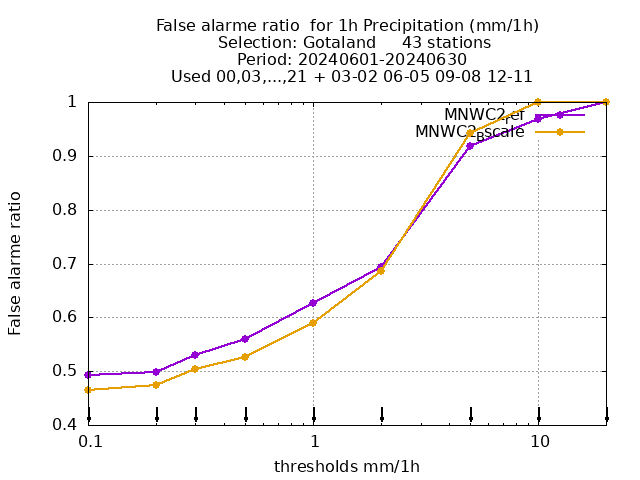 False alarme ratio  for 1h Precipitation (mm/1h)
Selection: Gotaland     43 stations
Period: 20240601-20240630
Used 00,03,...,21 + 03-02 06-05 09-08 12-11
MNWC2_ref
MNWC2_Bscale
1
0.9
0.8
0.7
0.6
0.5
0.4
False alarme ratio
0.1 1 10
thresholds mm/1h